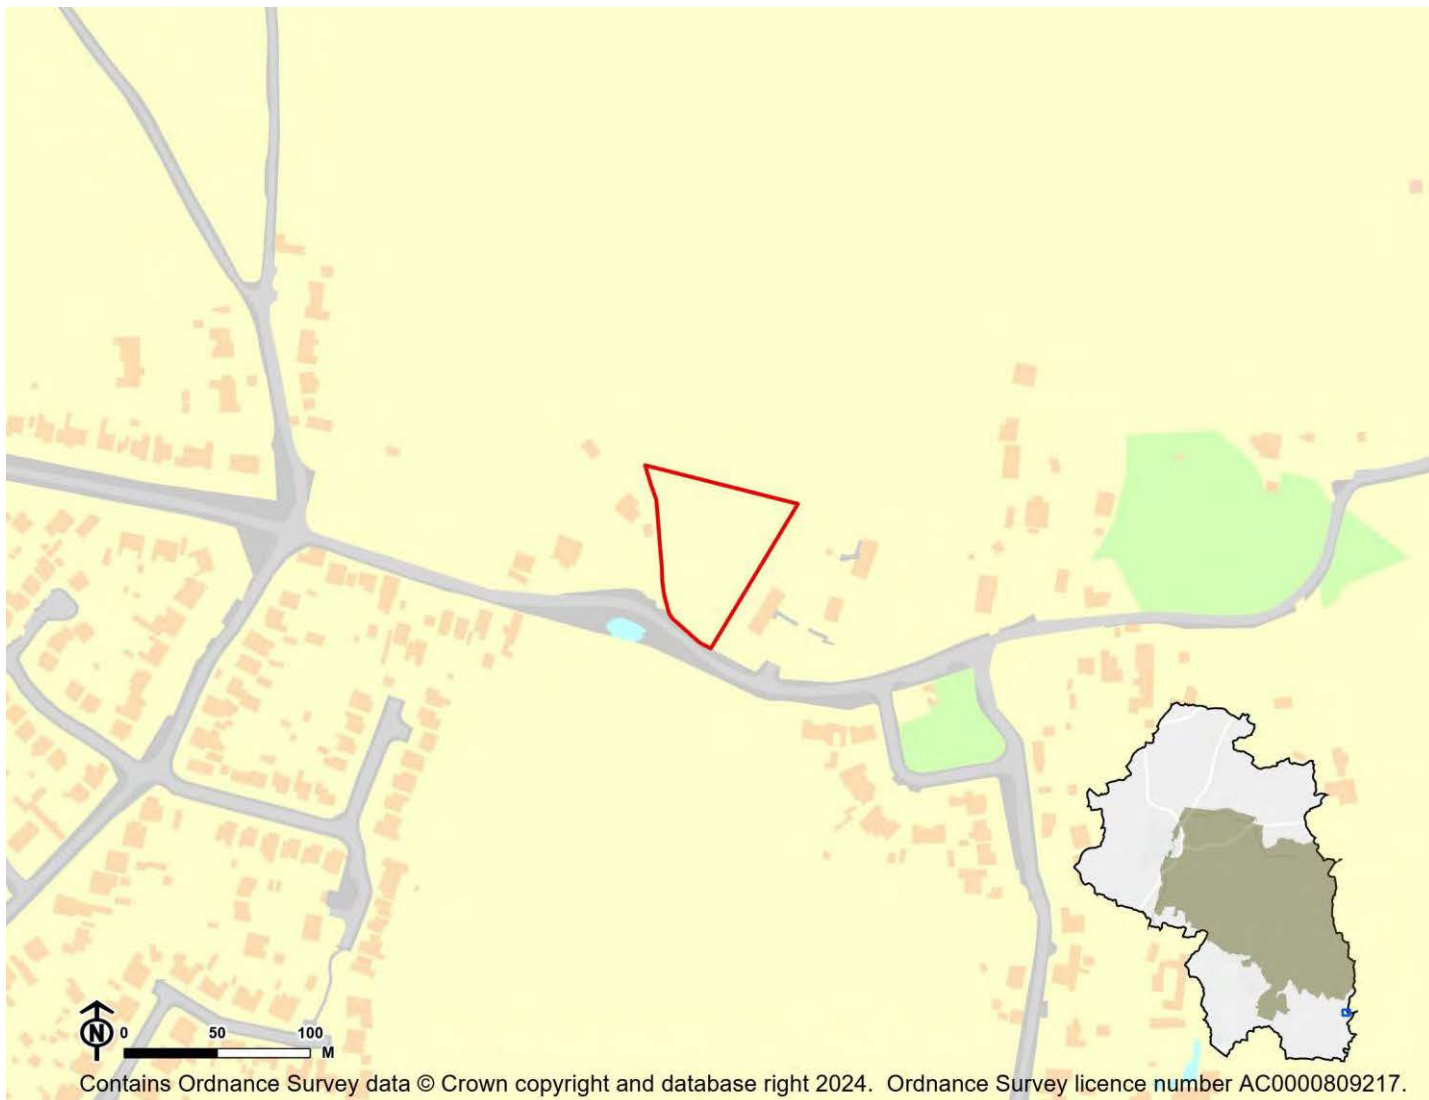 N
0 50 100
M
Contains Ordnance Survey data © Crown copyright and database right 2024. Ordnance Survey licence number AC0000809217.